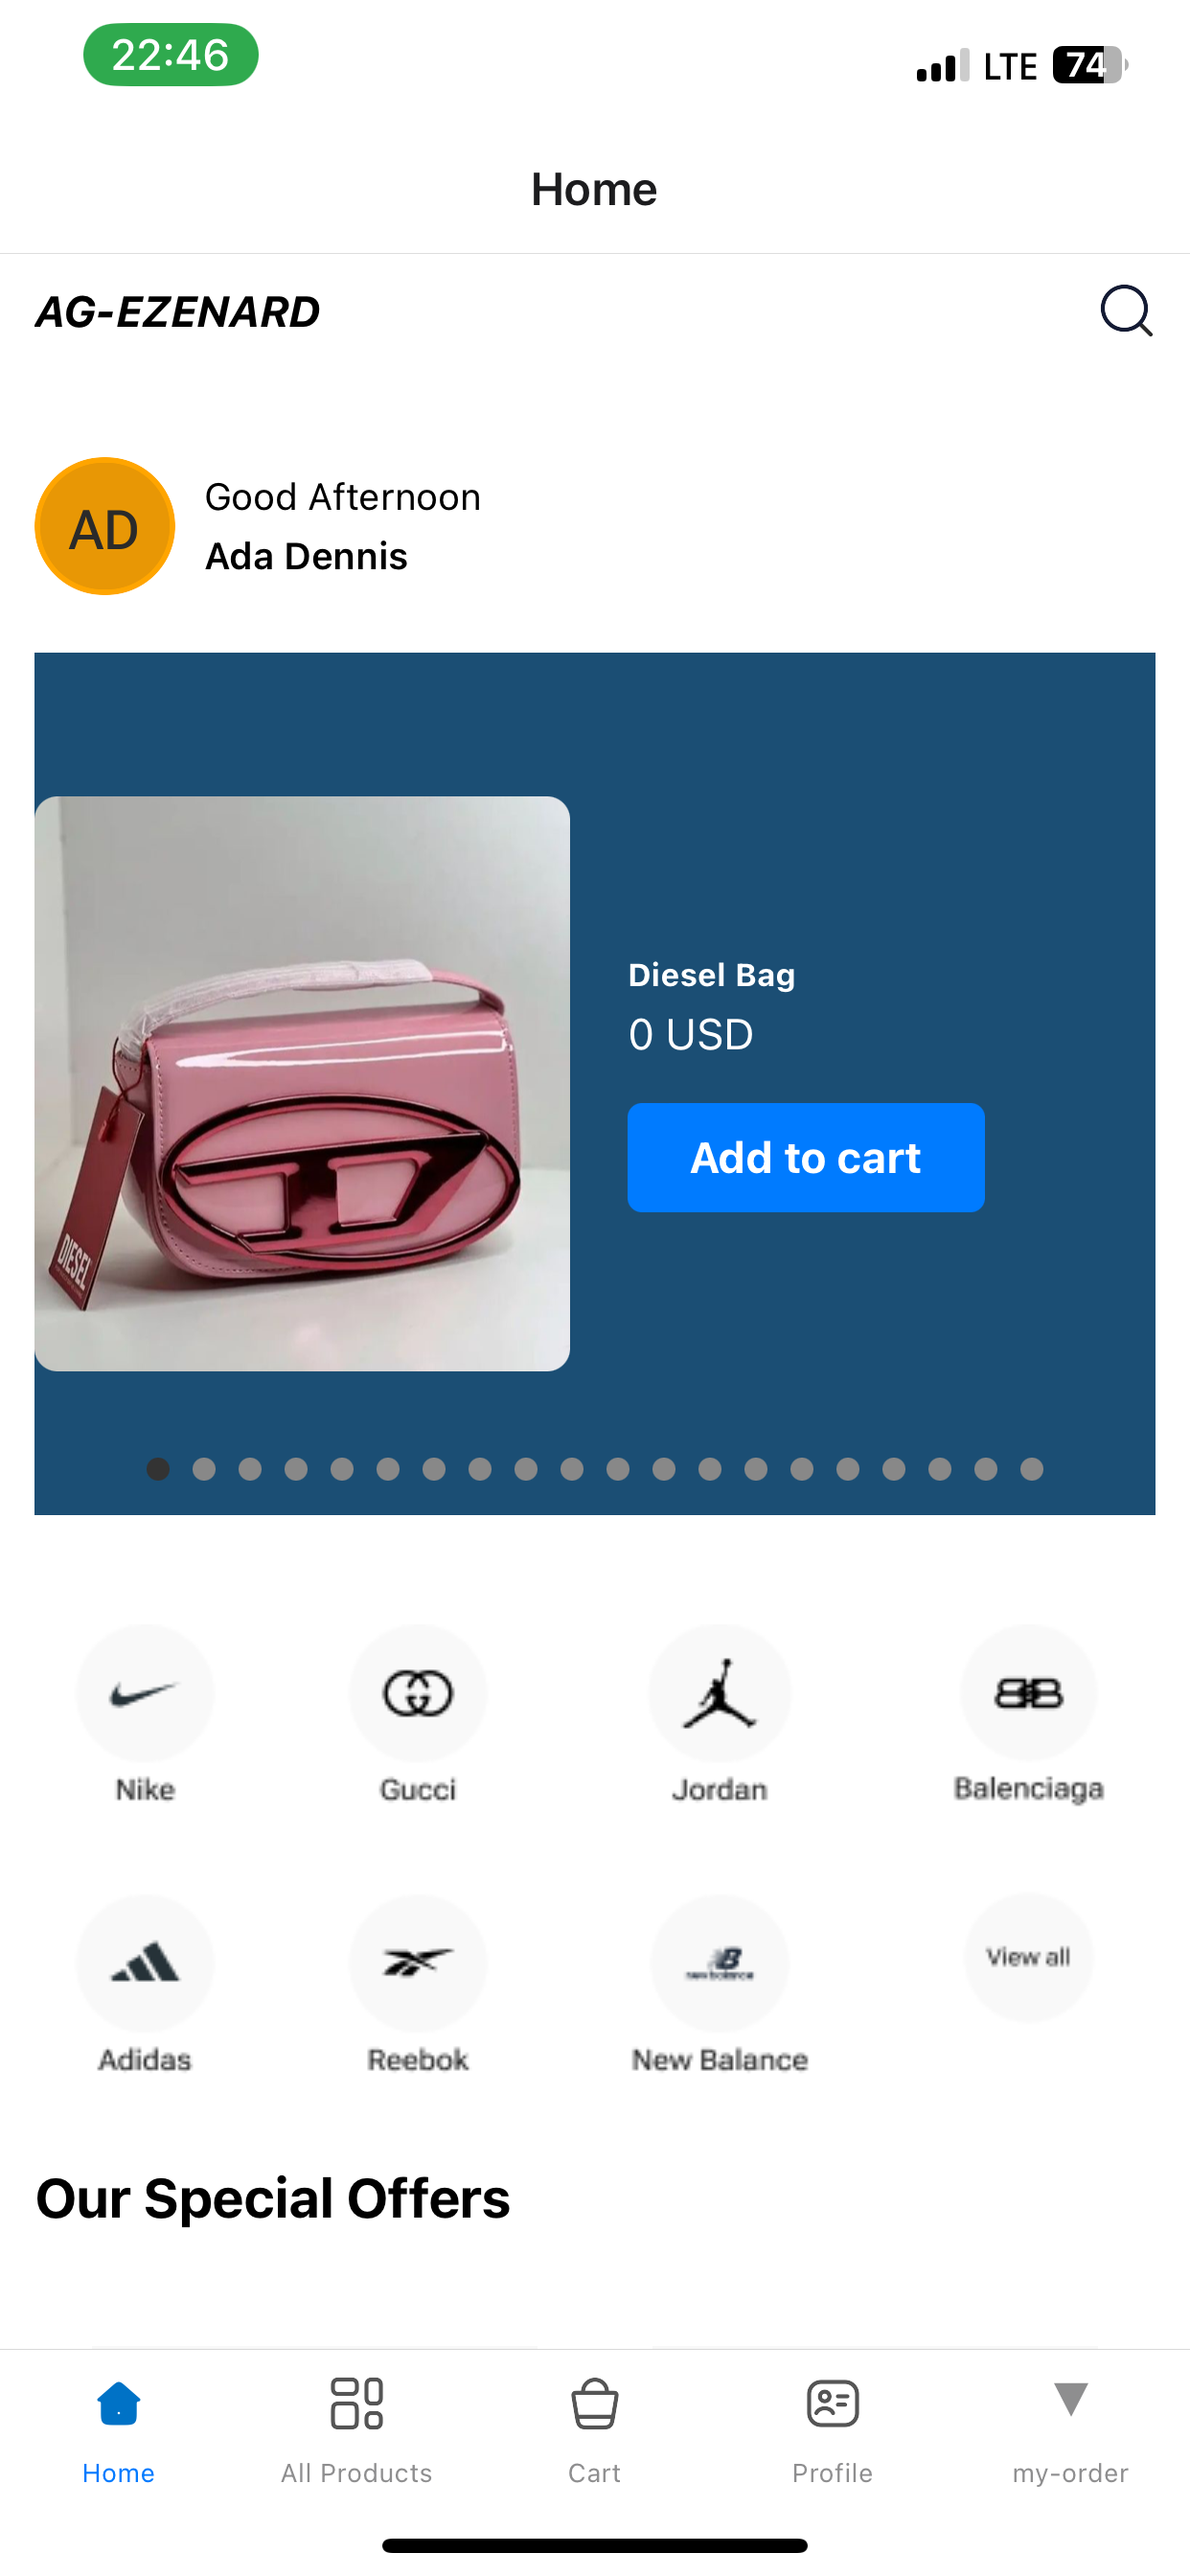 22:46
LTE 74
Home
AG-EZENARD
AD
Good Afternoon
Ada Dennis
Diesel Bag
0 USD
Add to cart
DIESEL
Nike
Gucci
Jordan
Balenciaga
new balance
View all
Adidas
Reebok
New Balance
Our Special Offers
Home
All Products
Cart
Profile
my-order